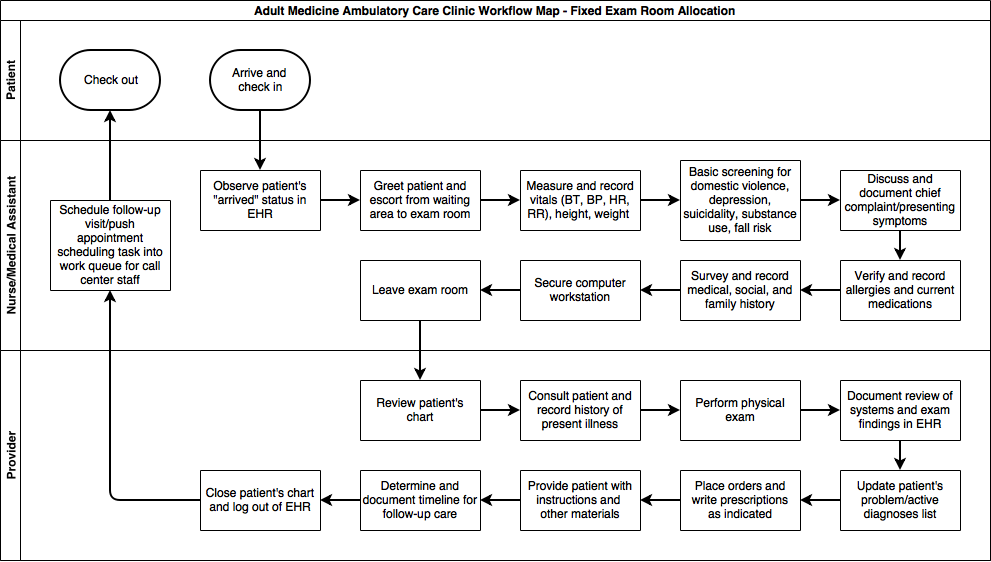 Adult Medicine Ambulatory Care Clinic Workflow Map - Fixed Exam Room Allocation
Patient
Check out
Arrive and
check in
Nurse/Medical Assistant
Observe patient's
"arrived" status in
EHR
Greet patient and
escort from waiting
area to exam room
Measure and record
vitals (BT, BP, HR,
RR), height, weight
Basic screening for
domestic violence,
depression,
suicidality, substance
use, fall risk
Discuss and
document chief
complaint/presenting
symptoms
Schedule follow-up
visit/push
appointment
scheduling task into
work queue for call
center staff
Leave exam room
Secure computer
workstation
Survey and record
medical, social, and
family history
Verify and record
allergies and current
medications
Provider
Review patient's
chart
Consult patient and
record history of
present illness
Perform physical
exam
Document review of
systems and exam
findings in EHR
Close patient's chart
and log out of EHR
Determine and
document timeline for
follow-up care
Provide patient with
instructions and
other materials
Place orders and
write prescriptions
as indicated
Update patient's
problem/active
diagnoses list